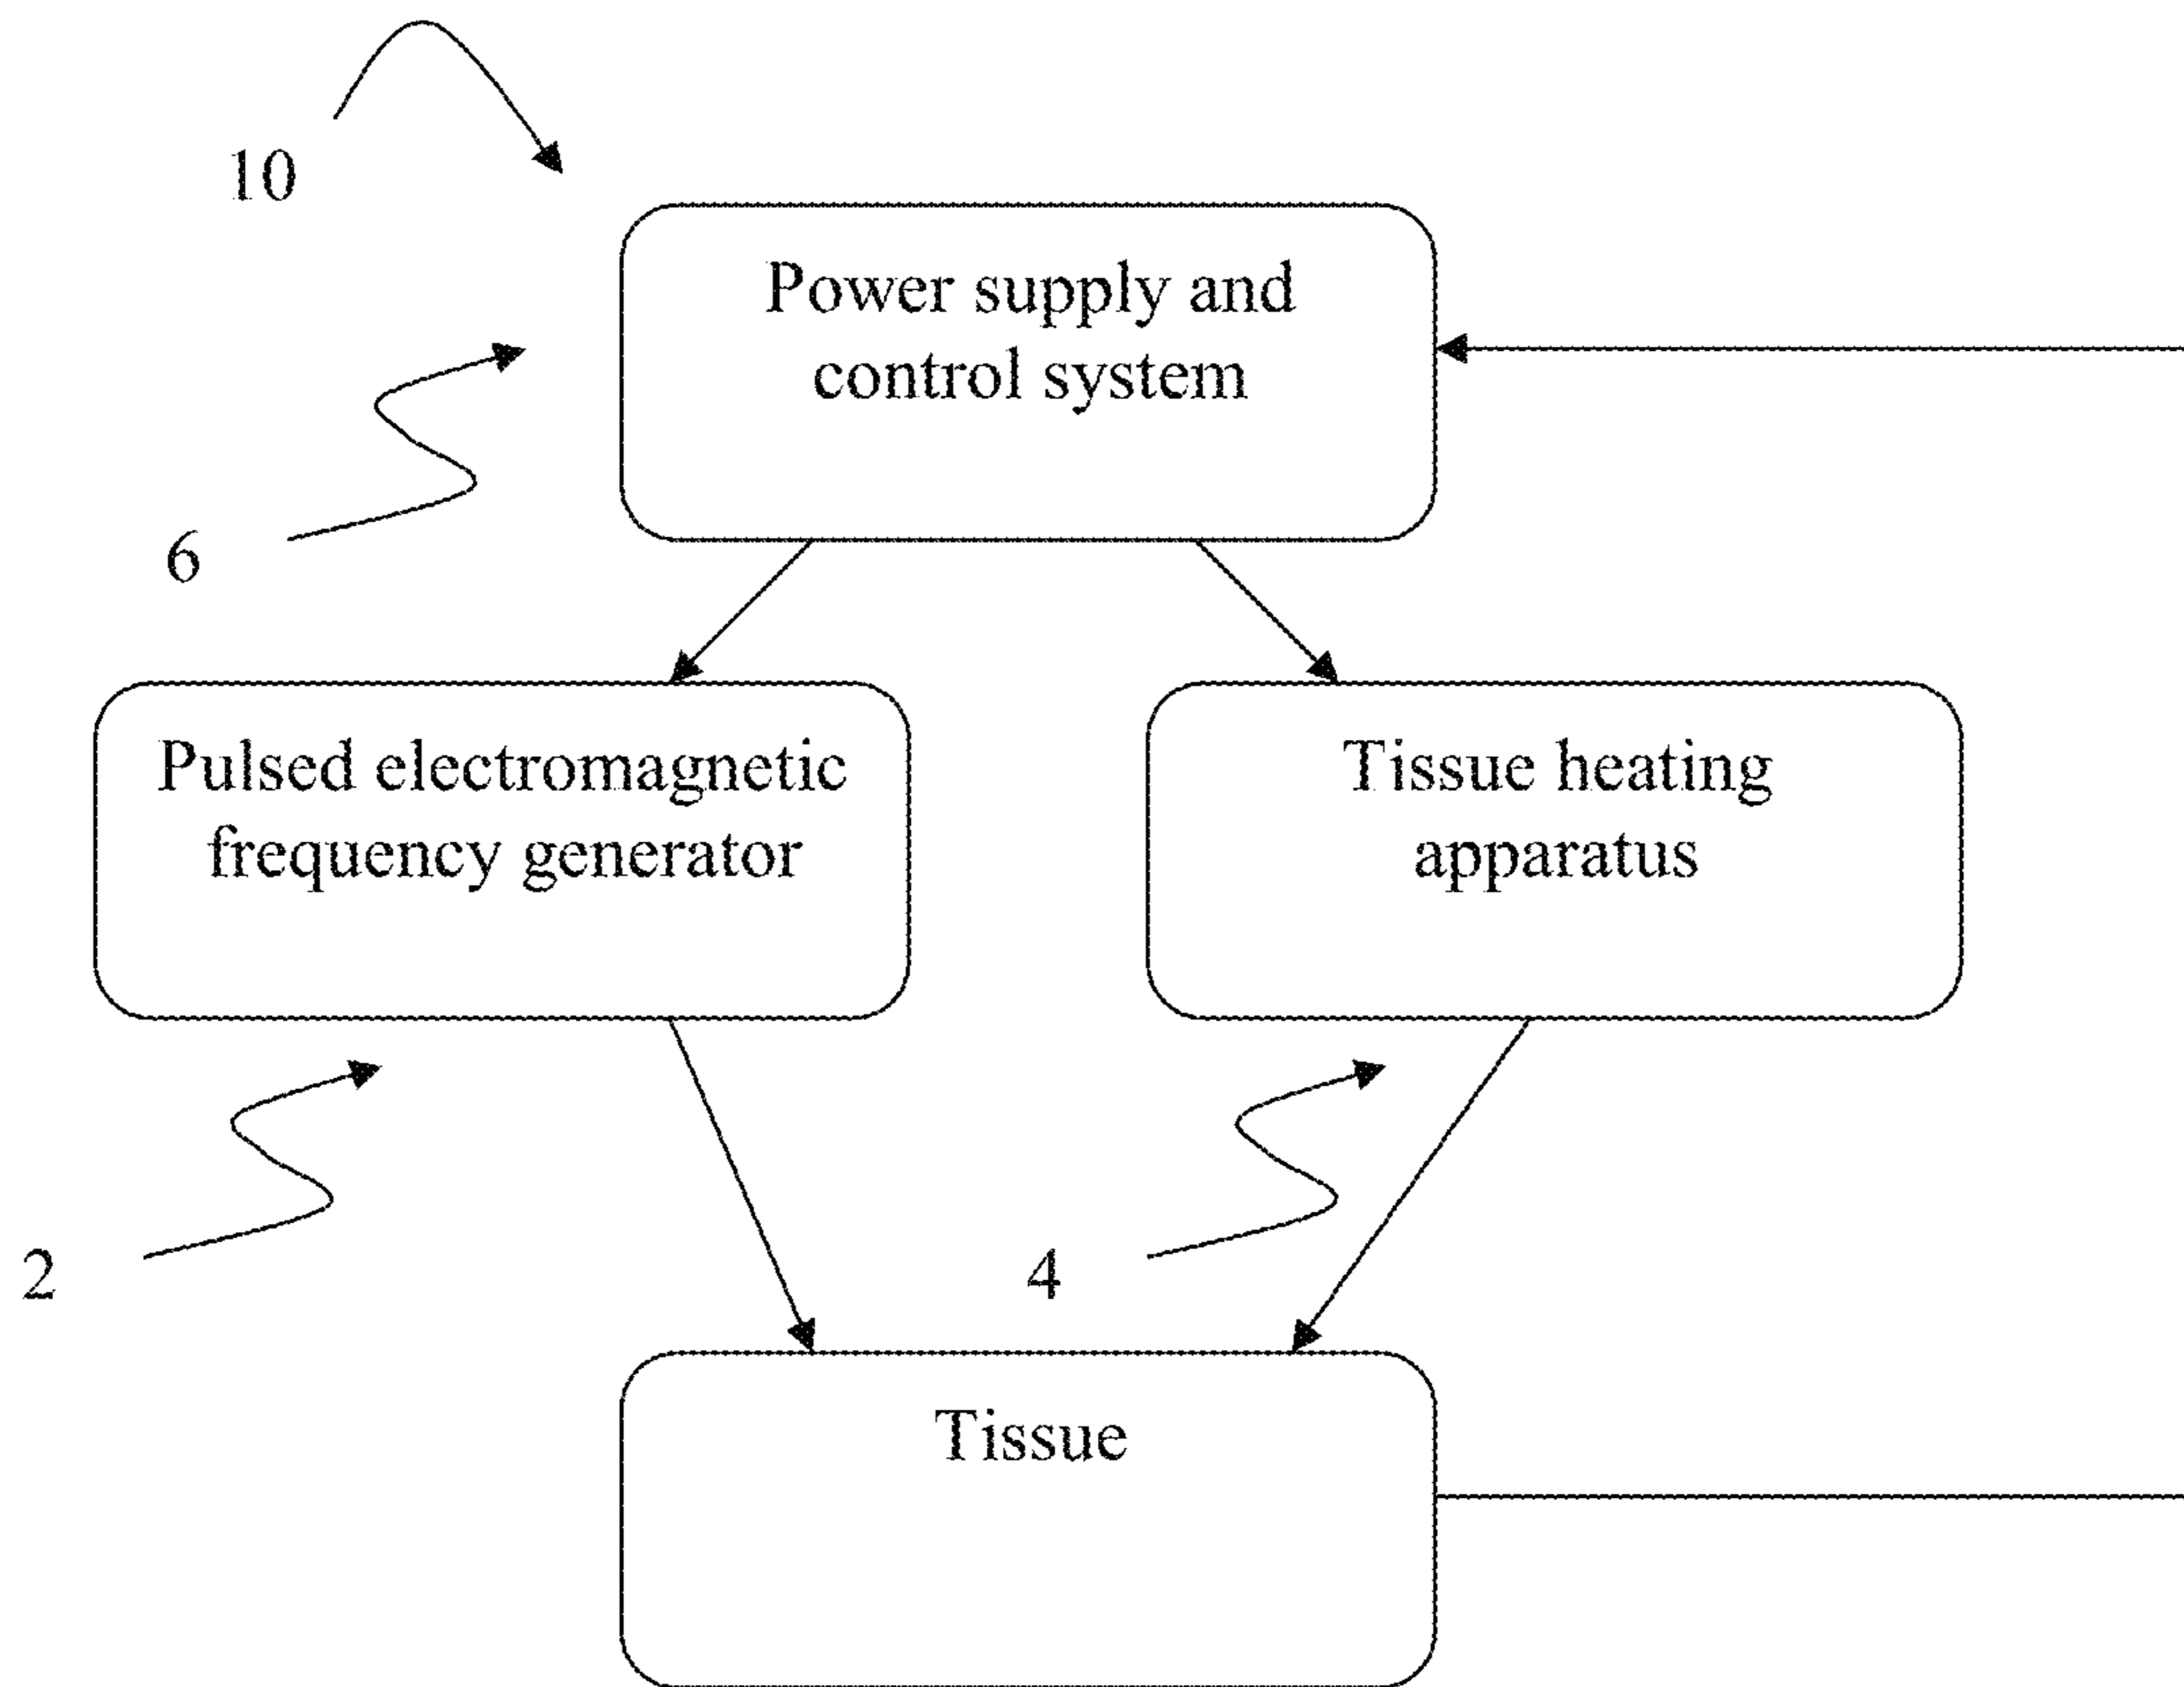 10
Power supply and
control system
6
Pulsed electromagnetic
frequency generator
Tissue heating
apparatus
2
4
Tissue